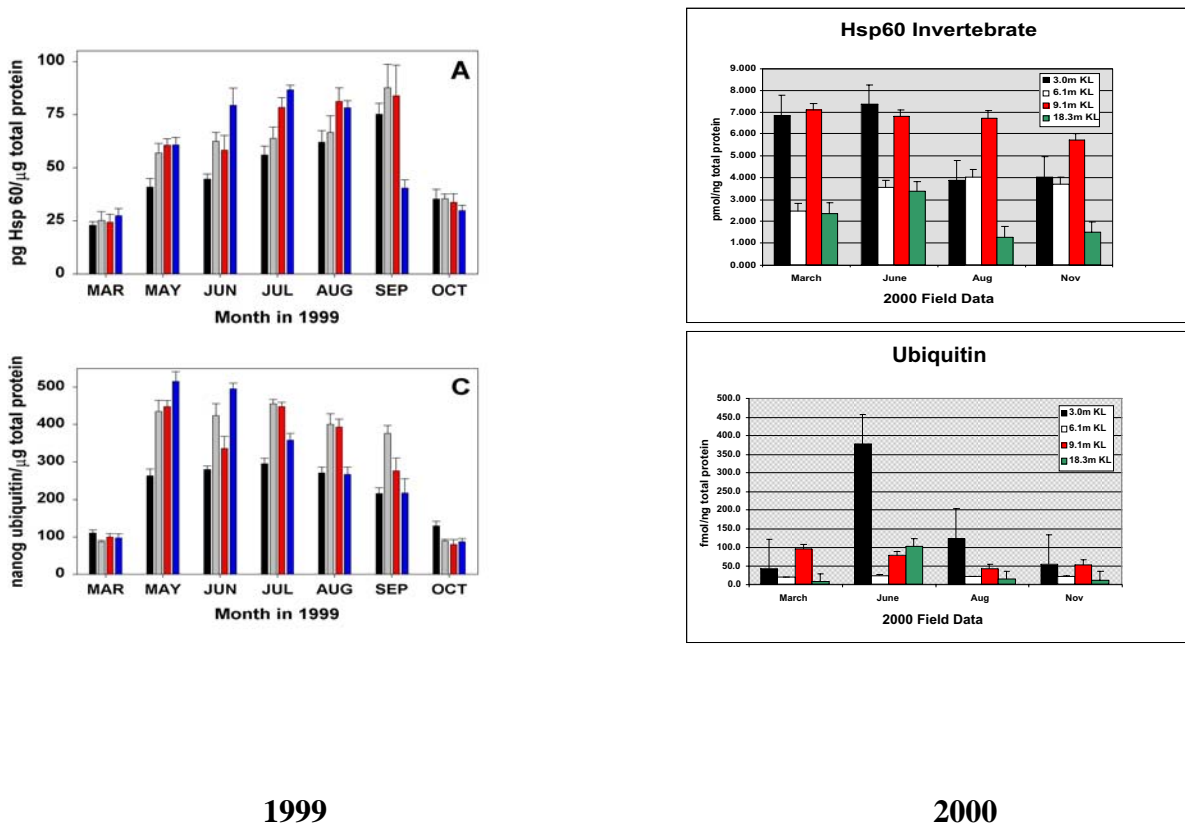 A
pg Hsp 60/μg total protein
100
75
50
25
0
MAR MAY JUN JUL AUG SEP OCT
Month in 1999
C
nanog ubiquitin/μg total protein
500
400
300
200
100
0
MAR MAY JUN JUL AUG SEP OCT
Month in 1999
1999
Hsp60 Invertebrate
pmol/ng total protein
9.000
8.000
7.000
6.000
5.000
4.000
3.000
2.000
1.000
0.000
3.0m KL
6.1m KL
9.1m KL
18.3m KL
March June Aug Nov
2000 Field Data
Ubiquitin
fmol/ng total protein
500.0
450.0
400.0
350.0
300.0
250.0
200.0
150.0
100.0
50.0
0.0
3.0m KL
6.1m KL
9.1m KL
18.3m KL
March June Aug Nov
2000 Field Data
2000